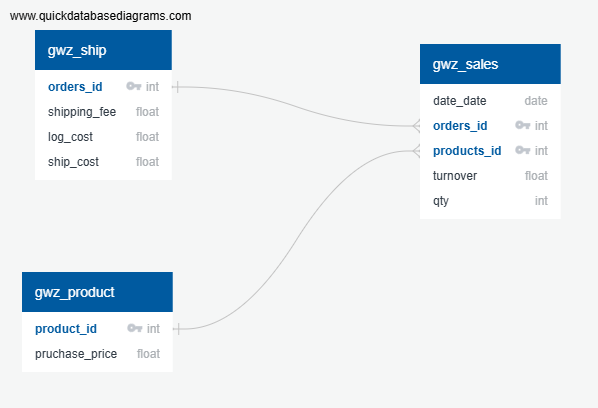 www.quickdatabasediagrams.com
gwz_ship
orders_id int
shipping_fee float
log_cost float
ship_cost float
gwz_sales
date_date date
orders_id int
products_id int
turnover float
qty int
gwz_product
product_id int
pruchase_price float